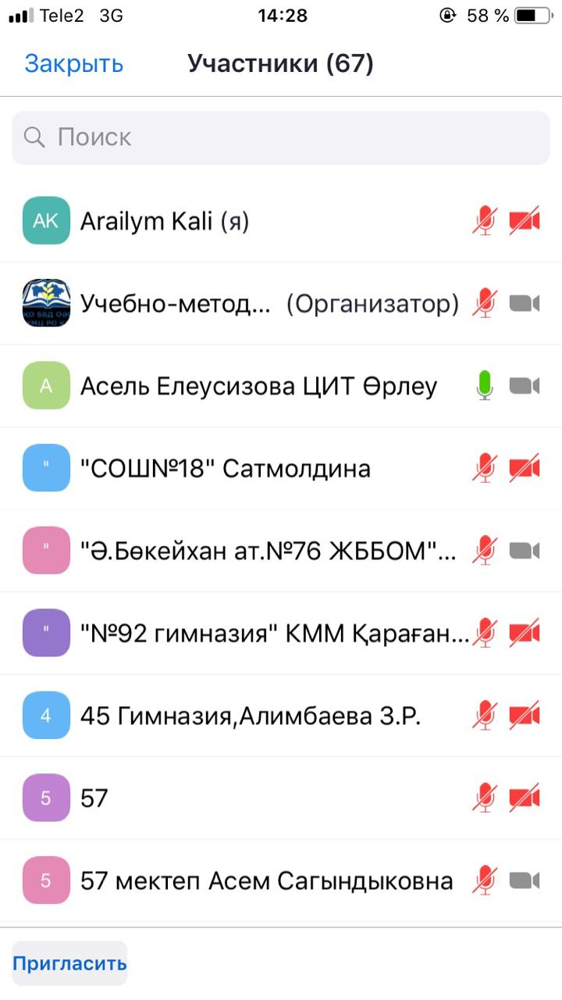 Tele2 3G 14:28 58 %
Закрыть Участники (67)
Поиск
AK Arailym Kali (я)
Учебно-метод... (Организатор)
А Асель Елеусизова ЦИТ Өрлеу
" "СОШ№18" Сатмолдина
" "Ə.Бөкейхан ат.№76 ЖББОМ"...
" "№92 гимназия" КММ Қараған...
4 45 Гимназия,Алимбаева З.Р.
5 57
5 57 мектеп Асем Сагындыковна
Пригласить